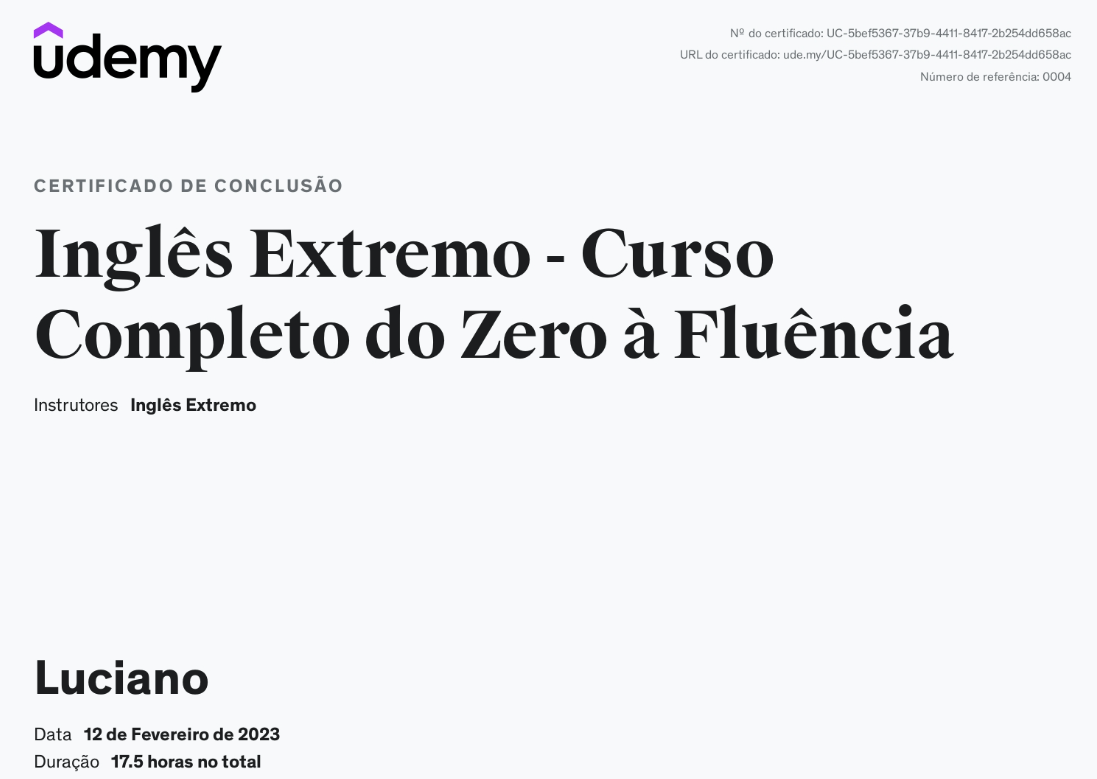 udemy
Nº do certificado: UC-5bef5367-37b9-4411-8417-2b254dd658ac
URL do certificado: ude.my/UC-5bef5367-37b9-4411-8417-2b254dd658ac
Número de referência: 0004
CERTIFICADO DE CONCLUSÃO
Inglês Extremo - Curso
Completo do Zero à Fluência
Instrutores Inglês Extremo
Luciano
Data 12 de Fevereiro de 2023
Duração 17.5 horas no total